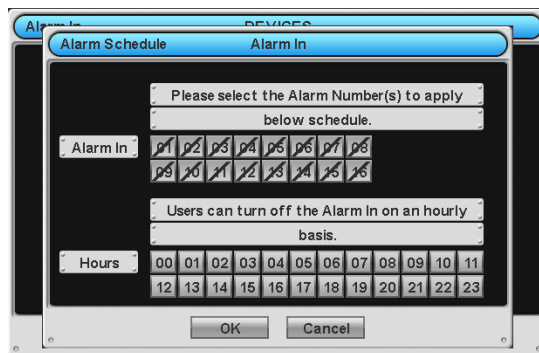 Alarm In DEVICES
Alarm Schedule Alarm In
Please select the Alarm Number(s) to apply
below schedule.
Alarm In 01 02 03 04 05 06 07 08
09 10 11 12 13 14 15 16
Users can turn off the Alarm In on an hourly
basis.
Hours 00 01 02 03 04 05 06 07 08 09 10 11
12 13 14 15 16 17 18 19 20 21 22 23
OK Cancel